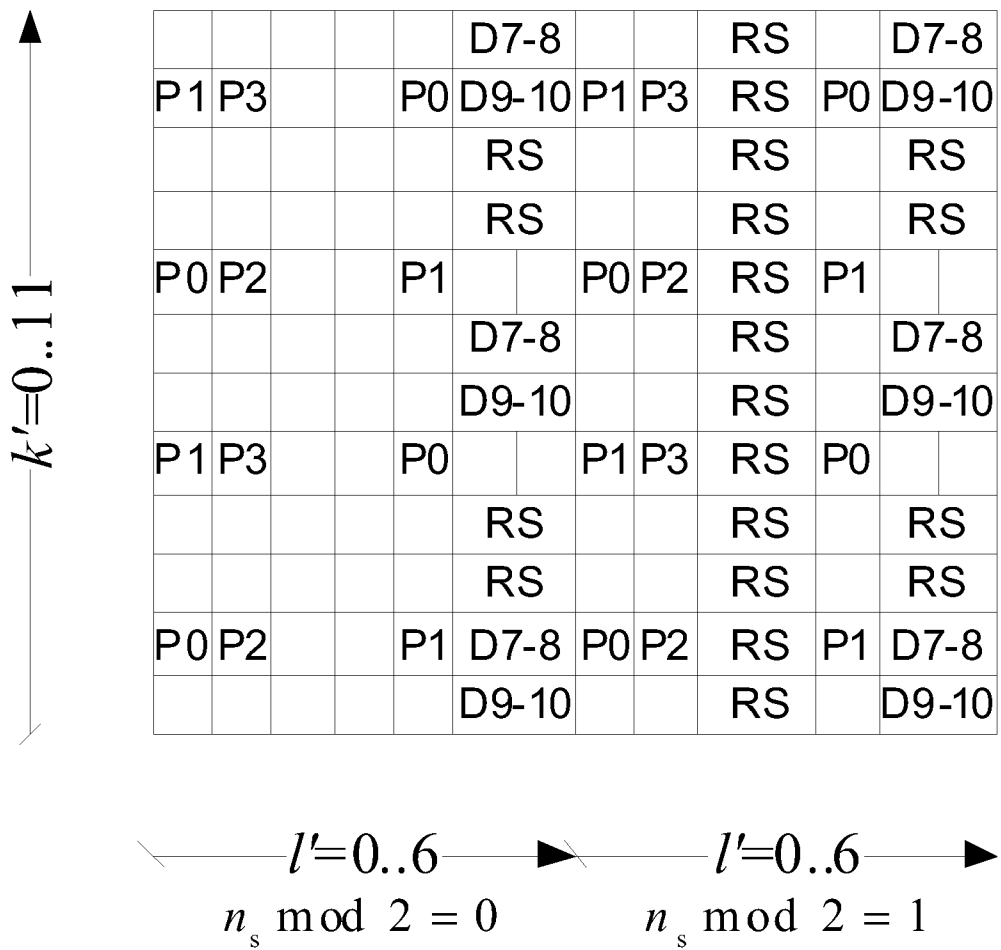 D7-8 RS D7-8
P1 P3 P0 D9-10 P1 P3 RS P0 D9-10
RS RS RS
RS RS RS
P0 P2 P1 P0 P2 RS P1
D7-8 RS D7-8
D9-10 RS D9-10
P1 P3 P0 P1 P3 RS P0
RS RS RS
RS RS RS
P0 P2 P1 D7-8 P0 P2 RS P1 D7-8
D9-10 RS D9-10
k'=0..11
l'=0..6 l'=0..6
n_s mod 2 = 0 n_s mod 2 = 1